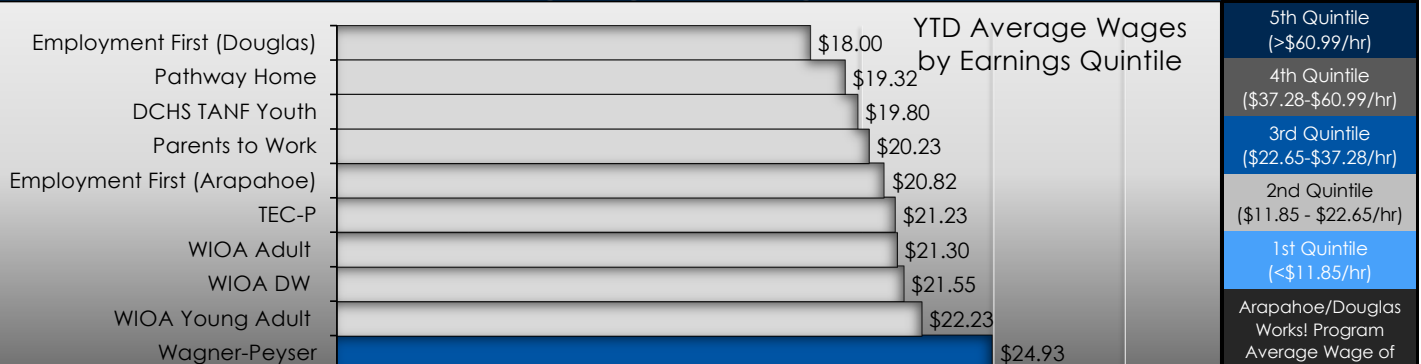 YTD Average Wages
by Earnings Quintile
Employment First (Douglas)
$18.00
Pathway Home
$19.32
DCHS TANF Youth
$19.80
Parents to Work
$20.23
Employment First (Arapahoe)
$20.82
TEC-P
$21.23
WIOA Adult
$21.30
WIOA DW
$21.55
WIOA Young Adult
$22.23
Wagner-Peyser
$24.93
5th Quintile
(>$60.99/hr)
4th Quintile
($37.28-$60.99/hr)
3rd Quintile
($22.65-$37.28/hr)
2nd Quintile
($11.85 - $22.65/hr)
1st Quintile
(<$11.85/hr)
Arapahoe/Douglas
Works! Program
Average Wage of